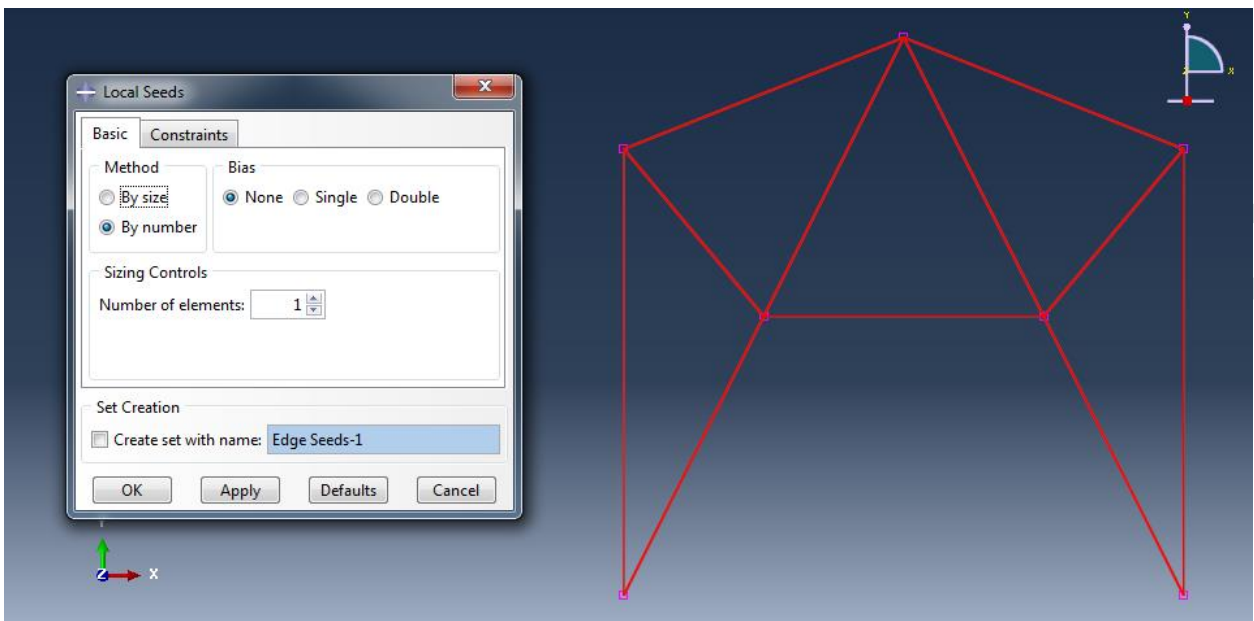 Local Seeds
Basic Constraints
Method Bias
By size None Single Double
By number
Sizing Controls
Number of elements: 1
Set Creation
Create set with name: Edge Seeds-1
OK Apply Defaults Cancel
Y
Z X
Y
Z X